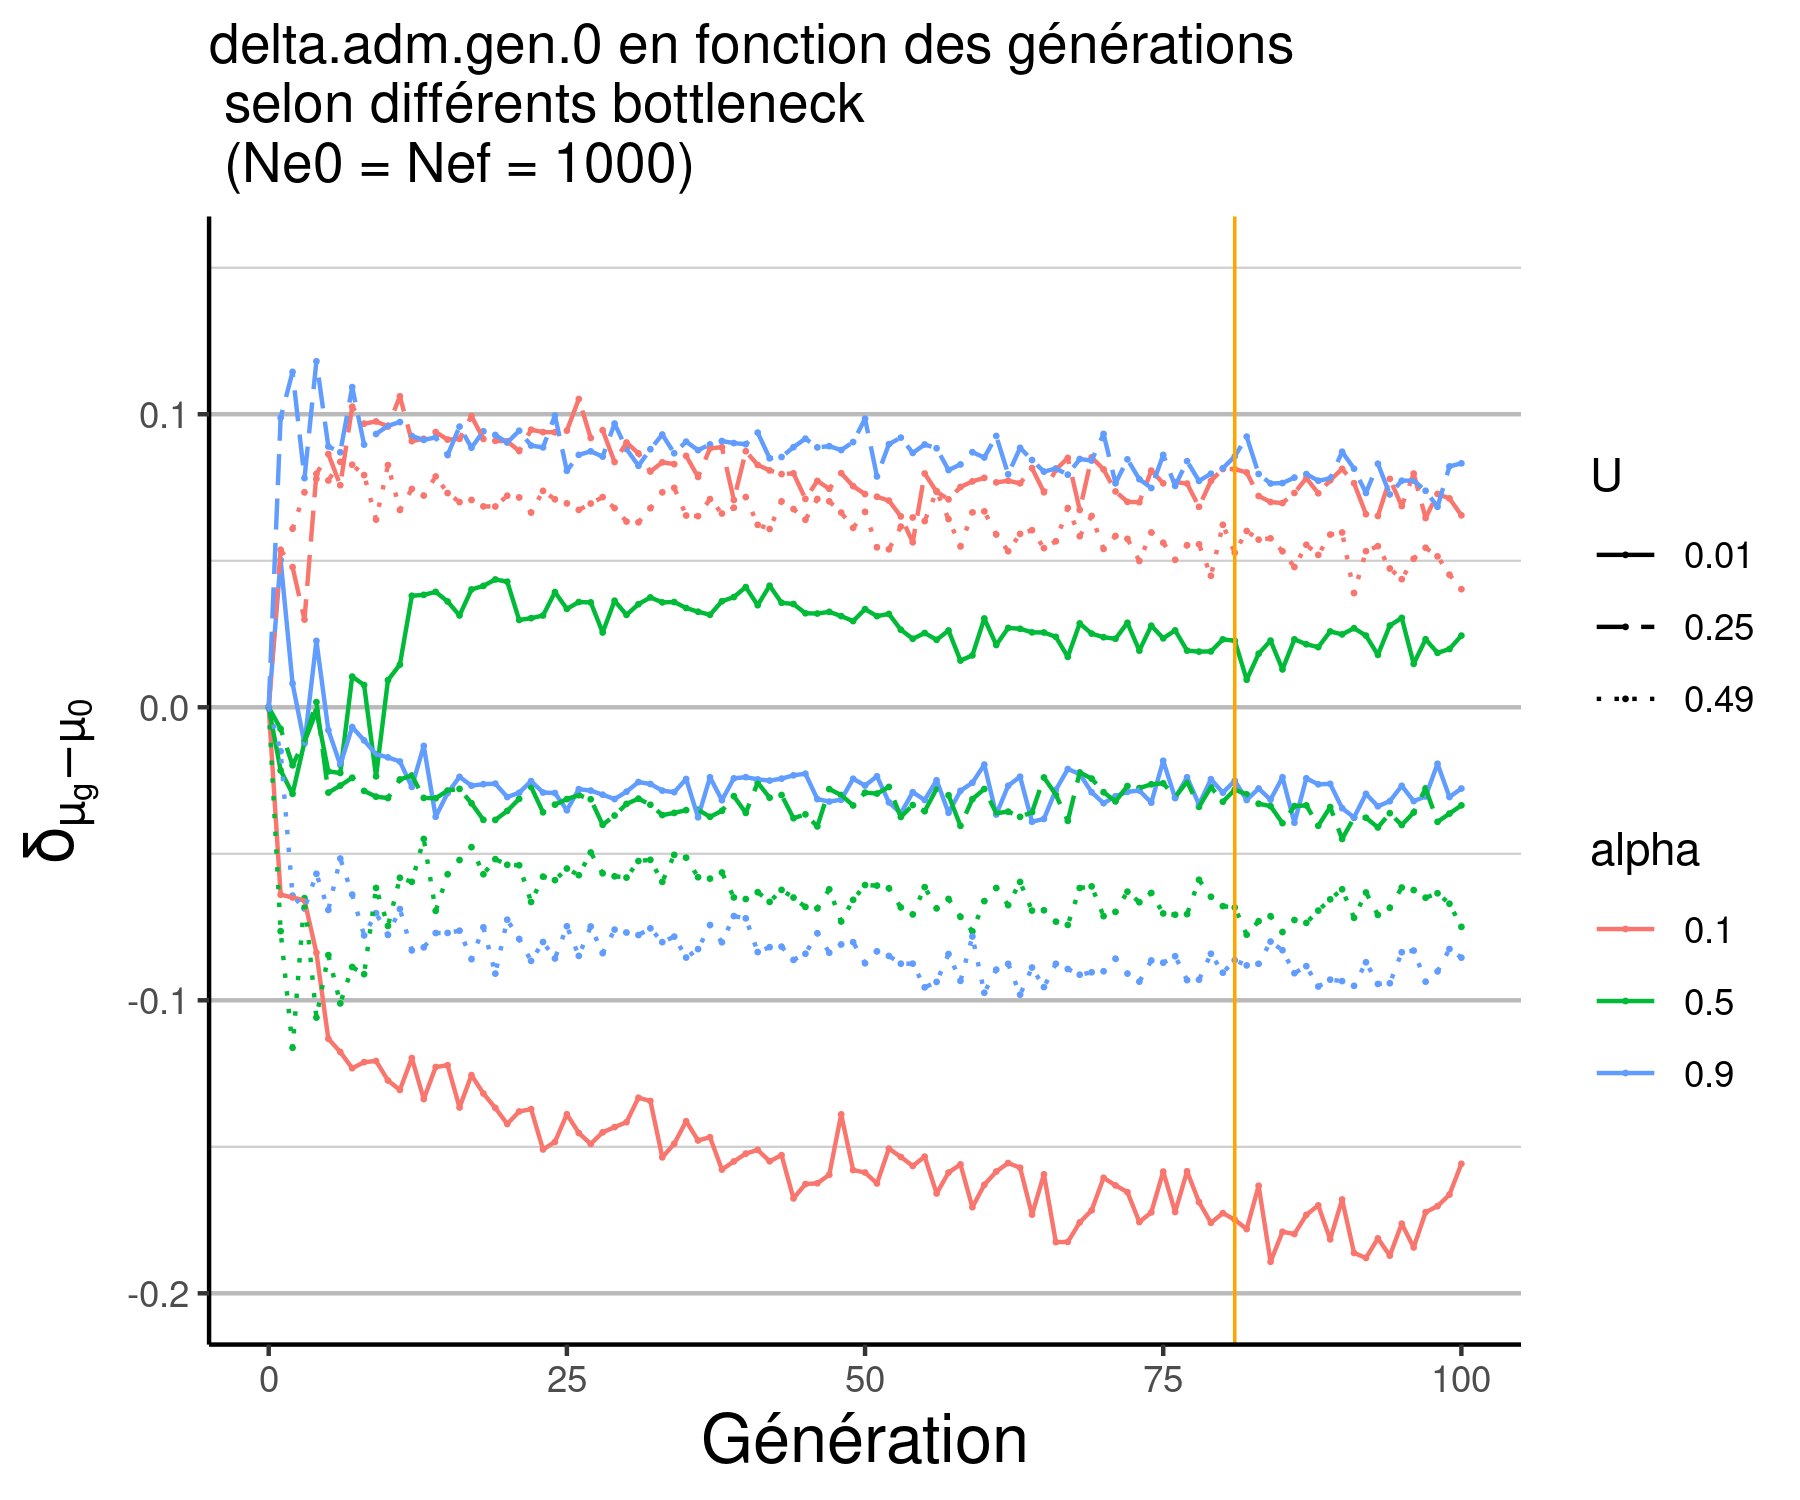 delta.adm.gen.0 en fonction des générations
selon différents bottleneck
(Ne0 = Nef = 1000)
0.1
0.0
-0.1
-0.2
δμg−μ0
0
25
50
75
100
Génération
U
0.01
0.25
0.49
alpha
0.1
0.5
0.9